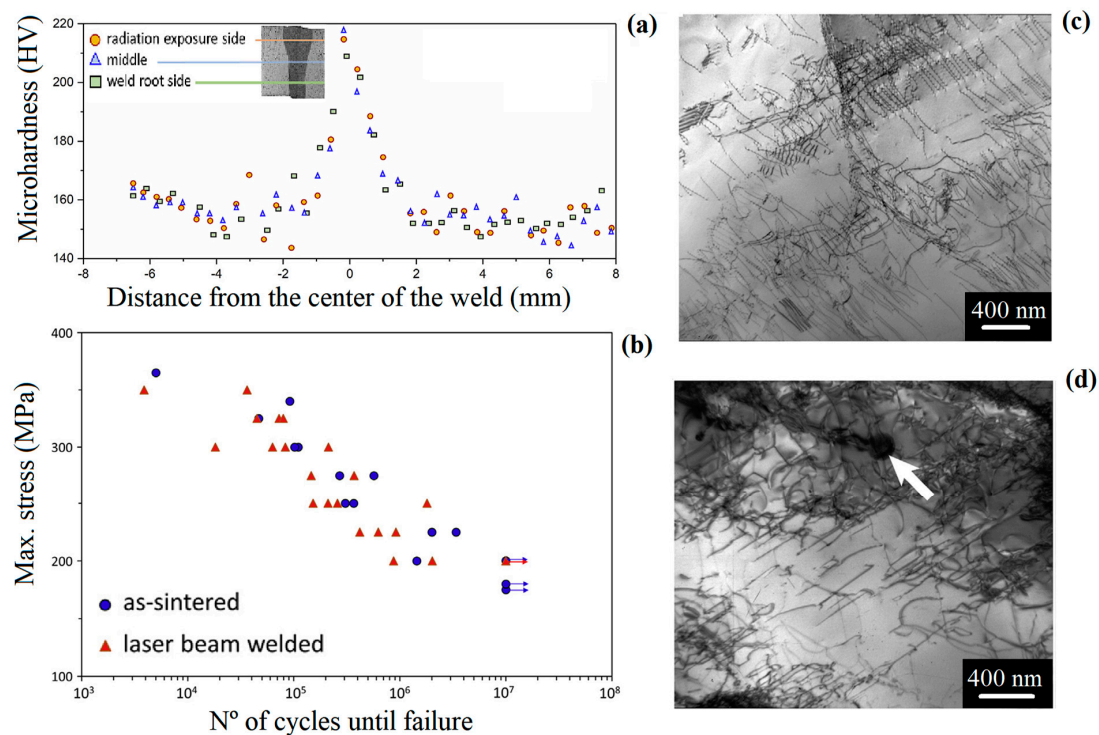 (a)
220
200
180
160
140
Microhardness (HV)
radiation exposure side
middle
weld root side
-8 -6 -4 -2 0 2 4 6 8
Distance from the center of the weld (mm)
(b)
400
300
200
100
Max. stress (MPa)
as-sintered
laser beam welded
10³ 10⁴ 10⁵ 10⁶ 10⁷ 10⁸
Nº of cycles until failure
(c)
400 nm
(d)
400 nm